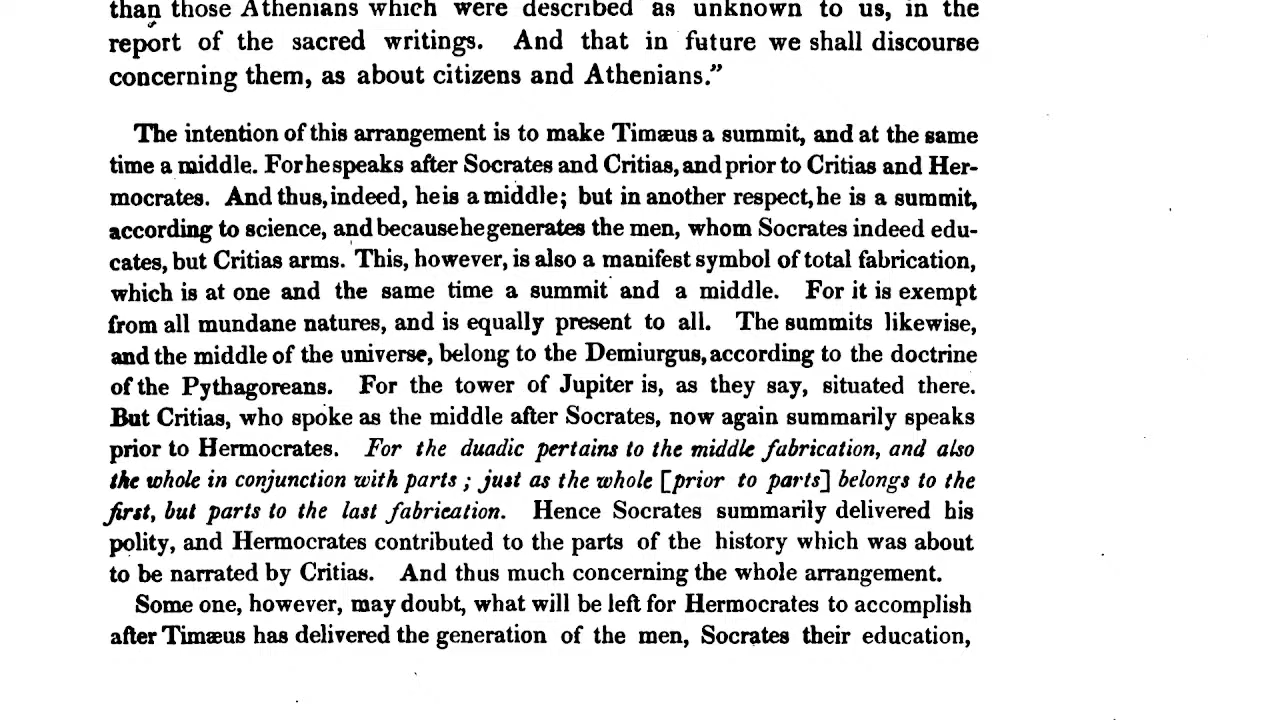 than those Athenians which were described as unknown to us, in the
report of the sacred writings. And that in future we shall discourse
concerning them, as about citizens and Athenians.”
The intention of this arrangement is to make Timæus a summit, and at the same
time a middle. For he speaks after Socrates and Critias, and prior to Critias and Her-
mocrates. And thus, indeed, he is a middle; but in another respect, he is a summit,
according to science, and because he generates the men, whom Socrates indeed edu-
cates, but Critias arms. This, however, is also a manifest symbol of total fabrication,
which is at one and the same time a summit and a middle. For it is exempt
from all mundane natures, and is equally present to all. The summits likewise,
and the middle of the universe, belong to the Demiurgus, according to the doctrine
of the Pythagoreans. For the tower of Jupiter is, as they say, situated there.
But Critias, who spoke as the middle after Socrates, now again summarily speaks
prior to Hermocrates. For the duadic pertains to the middle fabrication, and also
the whole in conjunction with parts; just as the whole [prior to parts] belongs to the
first, but parts to the last fabrication. Hence Socrates summarily delivered his
polity, and Hermocrates contributed to the parts of the history which was about
to be narrated by Critias. And thus much concerning the whole arrangement.
Some one, however, may doubt, what will be left for Hermocrates to accomplish
after Timæus has delivered the generation of the men, Socrates their education,